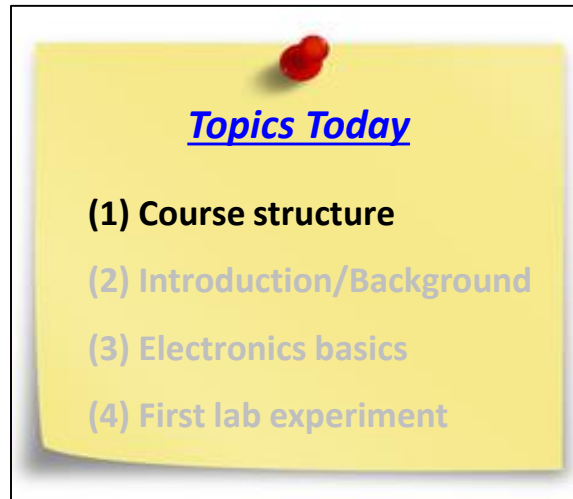 Topics Today
(1) Course structure
(2) Introduction/Background
(3) Electronics basics
(4) First lab experiment